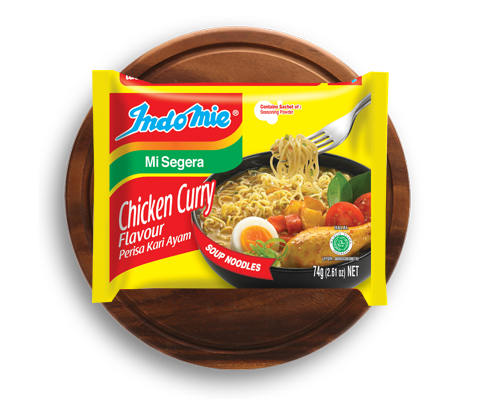 Indomie®
Contains Sachet of :
Seasoning Powder
Mi Segera
Chicken Curry
Flavour
Perisa Kari Ayam
SOUP NOODLES
HALAL
74g (2.61 oz) NET